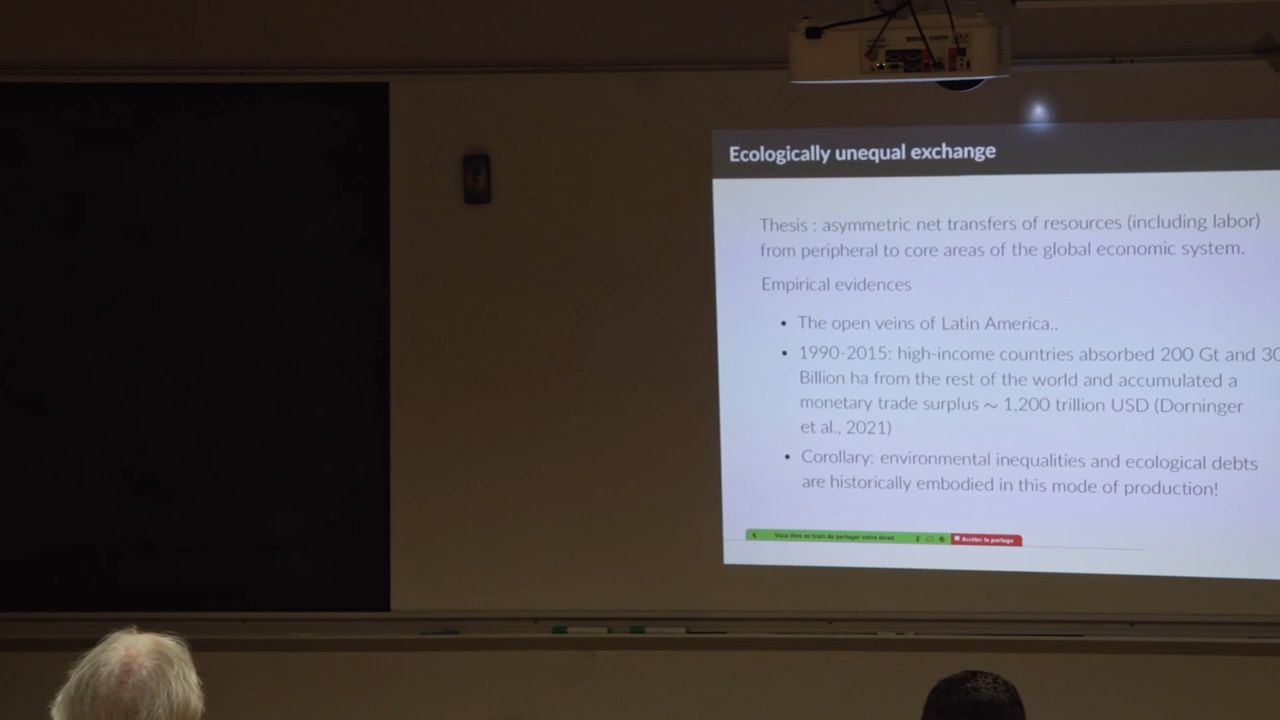 Ecologically unequal exchange
Thesis : asymmetric net transfers of resources (including labor)
from peripheral to core areas of the global economic system.
Empirical evidences
• The open veins of Latin America..
• 1990-2015: high-income countries absorbed 200 Gt and 30
Billion ha from the rest of the world and accumulated a
monetary trade surplus ~ 1,200 trillion USD (Dorninger
et al., 2021)
• Corollary: environmental inequalities and ecological debts
are historically embodied in this mode of production!
Vous êtes en train de partager votre écran
Arrêter le partage